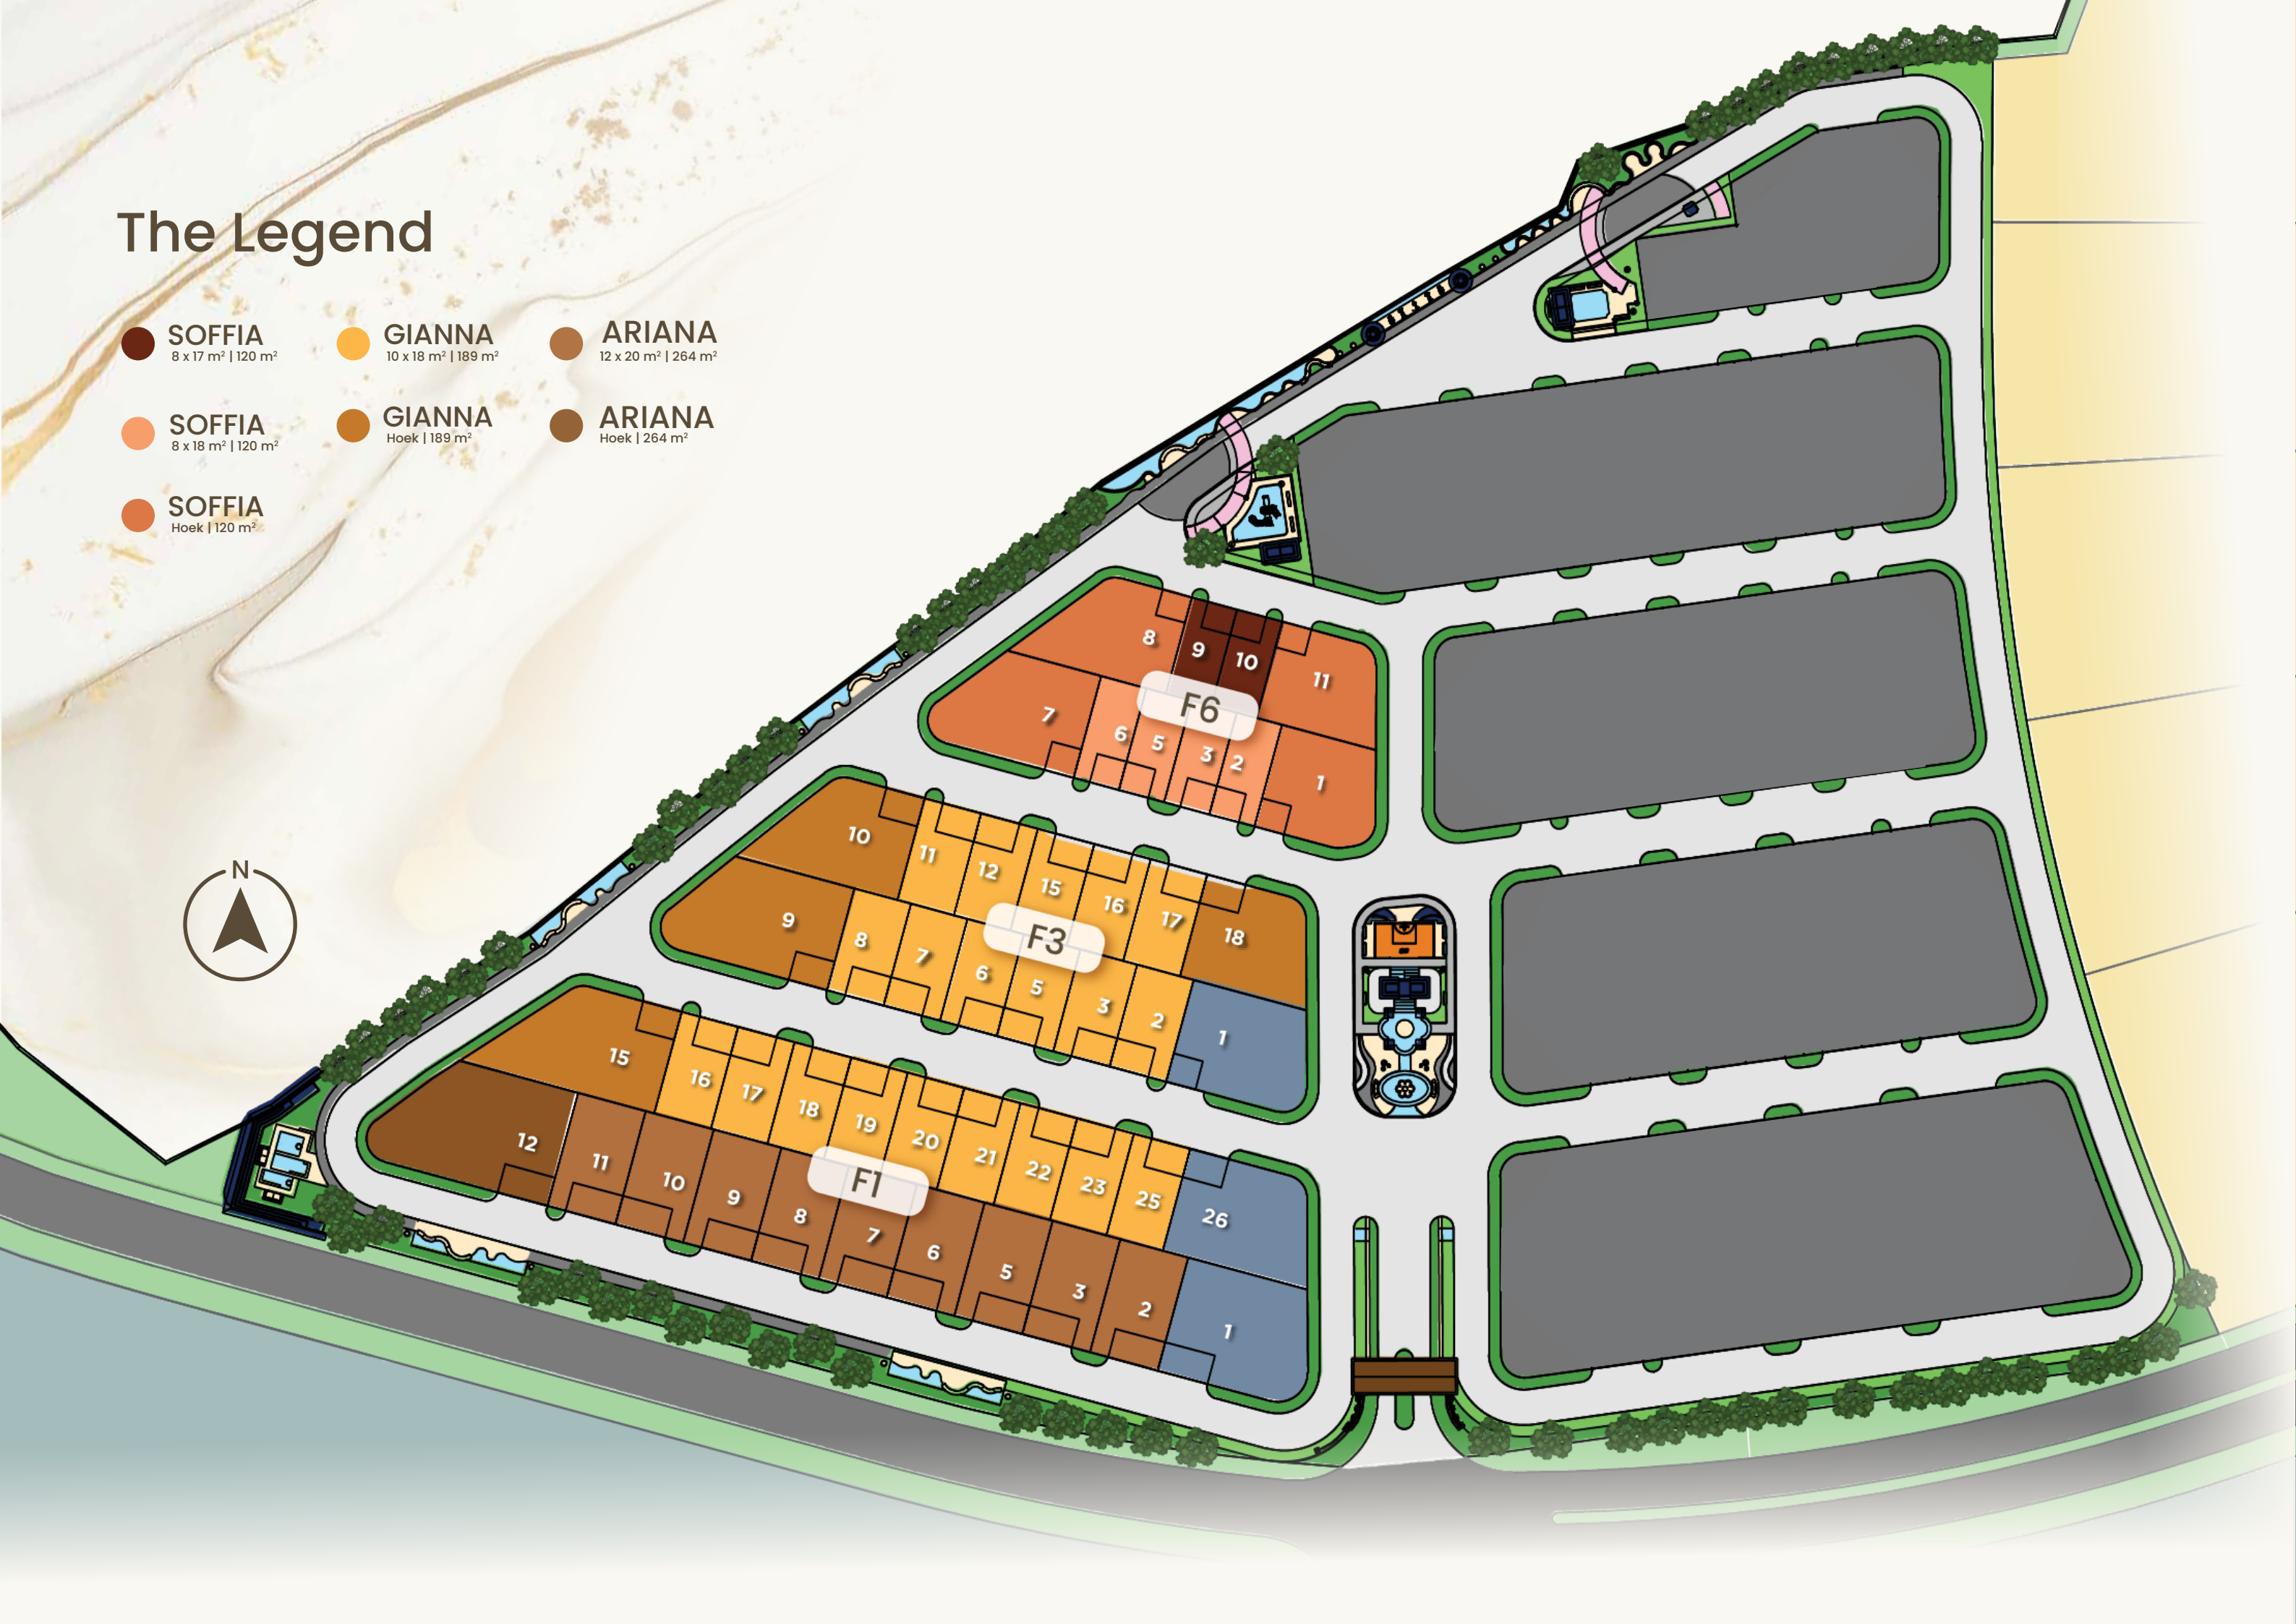 The Legend
SOFFIA
8 x 17 m² | 120 m²
GIANNA
10 x 18 m² | 189 m²
ARIANA
12 x 20 m² | 264 m²
SOFFIA
8 x 18 m² | 120 m²
GIANNA
Hoek | 189 m²
ARIANA
Hoek | 264 m²
SOFFIA
Hoek | 120 m²
N
8 9 10 11
F6
7 6 5 3 2 1
10 11 12 15 16 17 18
F3
9 8 7 6 5 3 2 1
15 16 17 18 19 20 21 22 23 25 26
F1
12 11 10 9 8 7 6 5 3 2 1